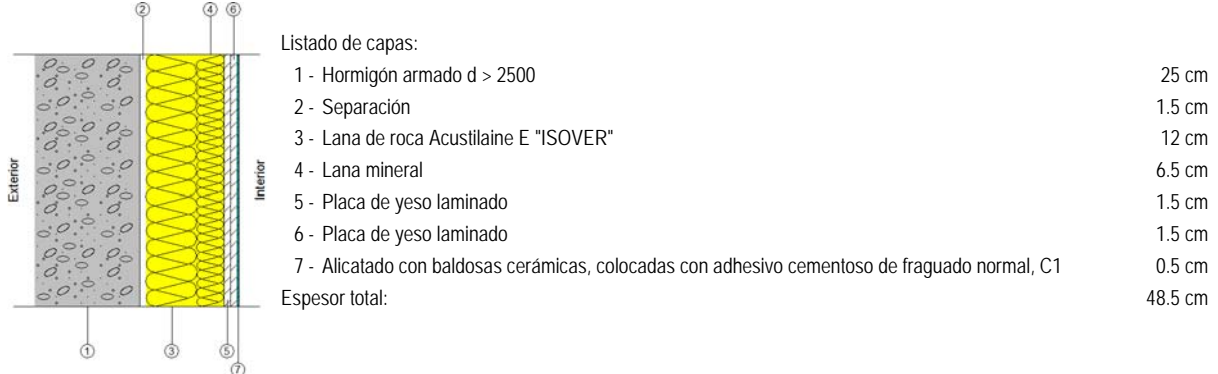 2 4 6
Exterior
Interior
1 3 5
7
Listado de capas:
1 - Hormigón armado d > 2500 25 cm
2 - Separación 1.5 cm
3 - Lana de roca Acustilaine E "ISOVER" 12 cm
4 - Lana mineral 6.5 cm
5 - Placa de yeso laminado 1.5 cm
6 - Placa de yeso laminado 1.5 cm
7 - Alicatado con baldosas cerámicas, colocadas con adhesivo cementoso de fraguado normal, C1 0.5 cm
Espesor total: 48.5 cm